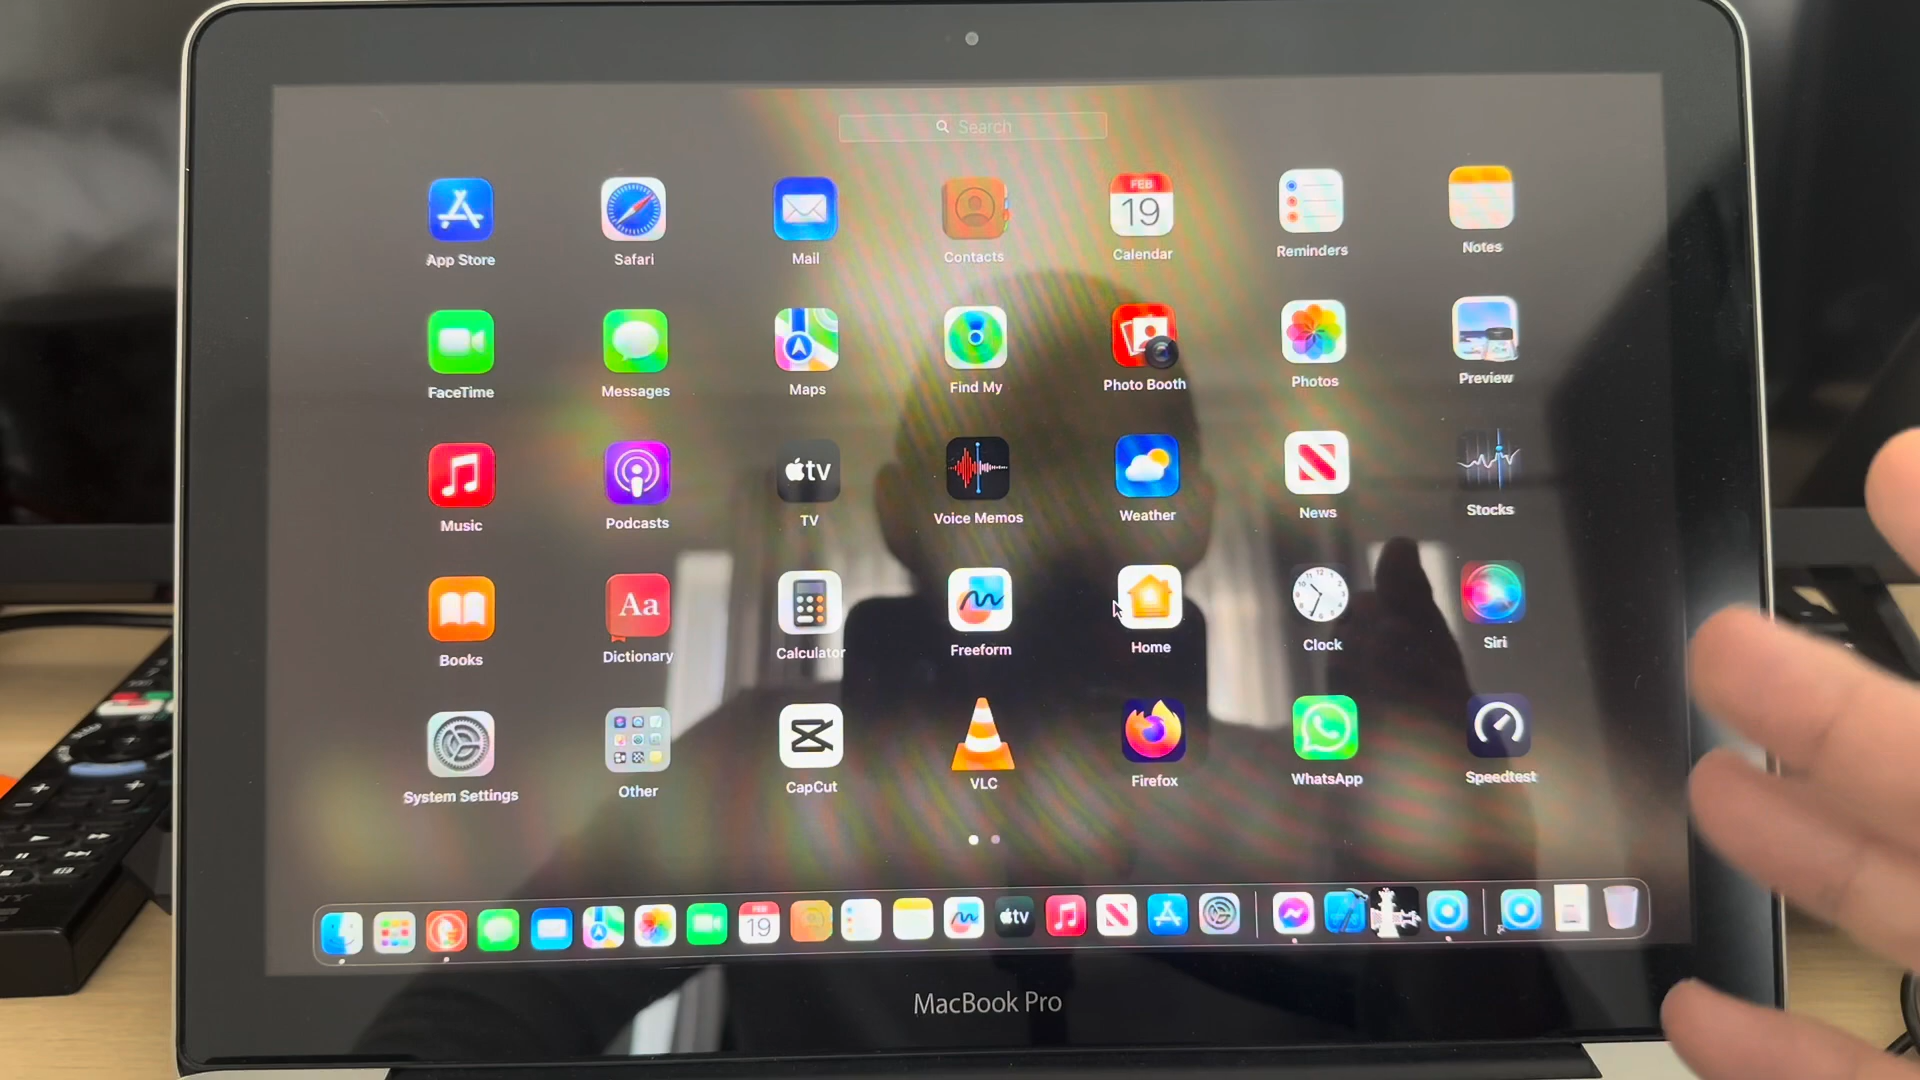 Search
App Store
Safari
Mail
Contacts
FEB
19
Calendar
Reminders
Notes
FaceTime
Messages
Maps
Find My
Photo Booth
Photos
Preview
Music
Podcasts
tv
TV
Voice Memos
Weather
News
Stocks
Books
Aa
Dictionary
Calculator
Freeform
Home
Clock
Siri
System Settings
Other
CapCut
VLC
Firefox
WhatsApp
Speedtest
19
tv
MacBook Pro